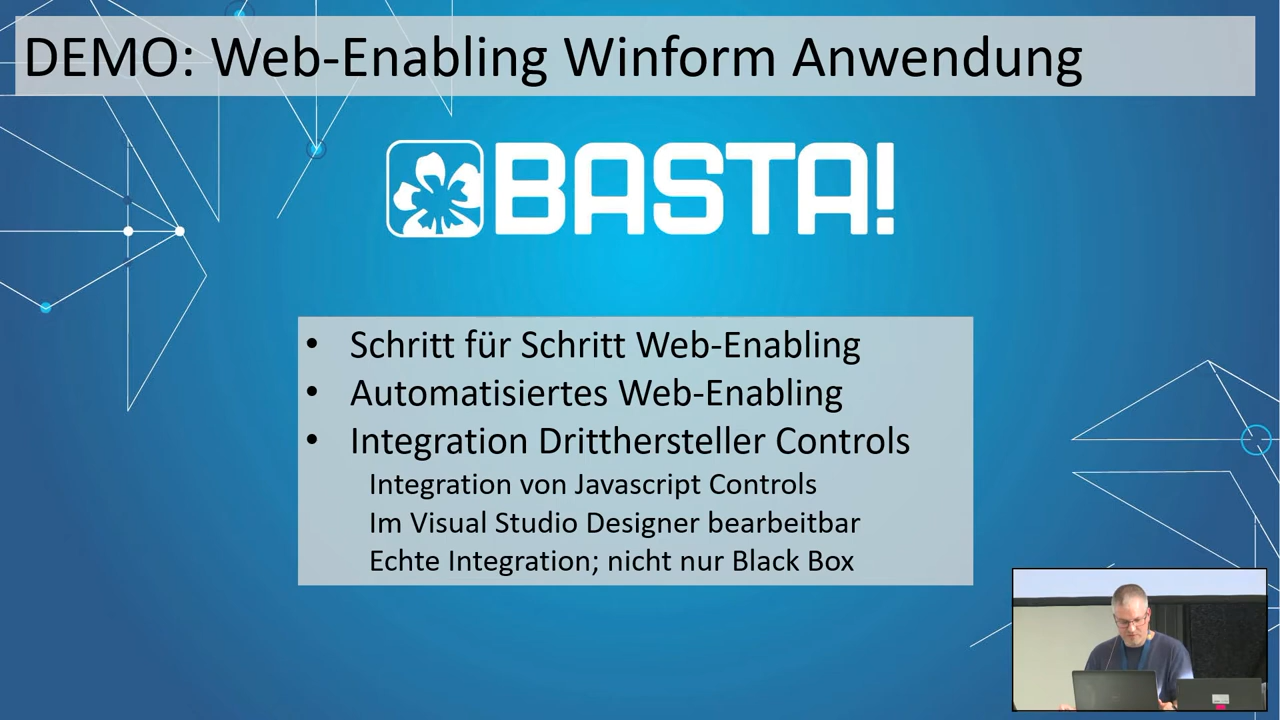 DEMO: Web-Enabling Winform Anwendung
BASTA!
• Schritt für Schritt Web-Enabling
• Automatisiertes Web-Enabling
• Integration Dritthersteller Controls
Integration von Javascript Controls
Im Visual Studio Designer bearbeitbar
Echte Integration; nicht nur Black Box